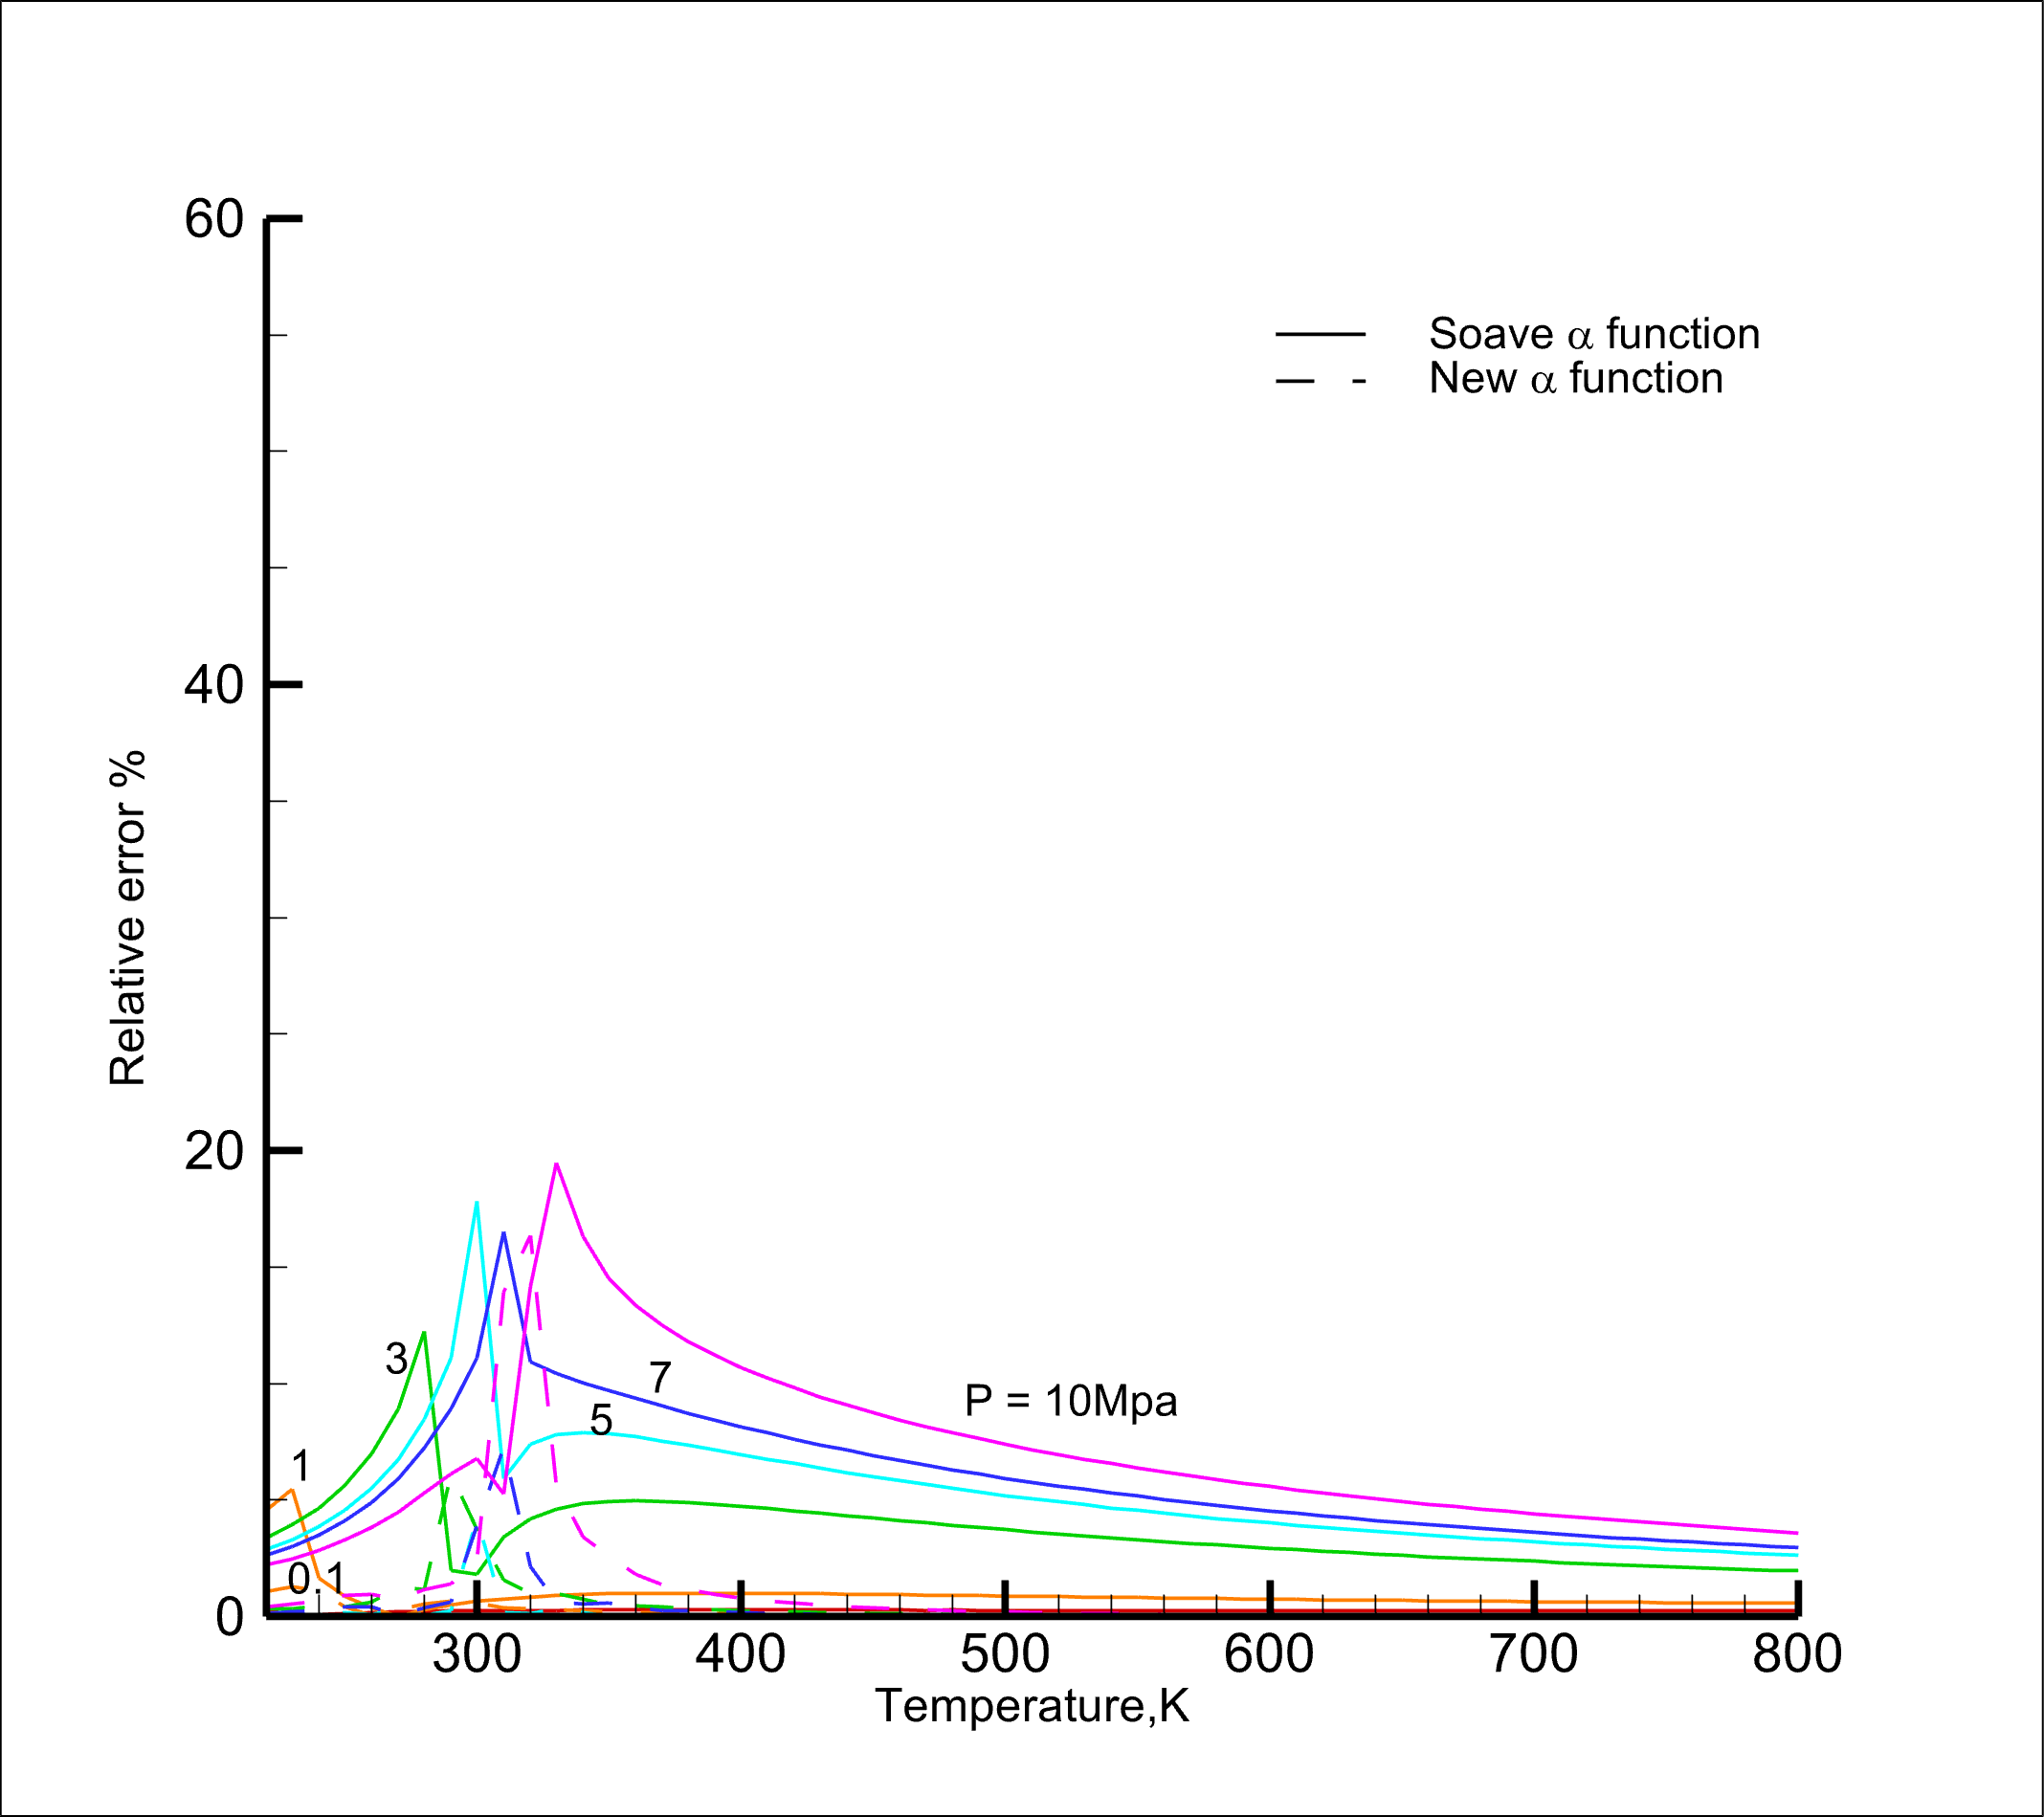 60
Soave α function
New α function
40
Relative error %
20
3
7
P = 10Mpa
5
1
0.1
0
300 400 500 600 700 800
Temperature,K